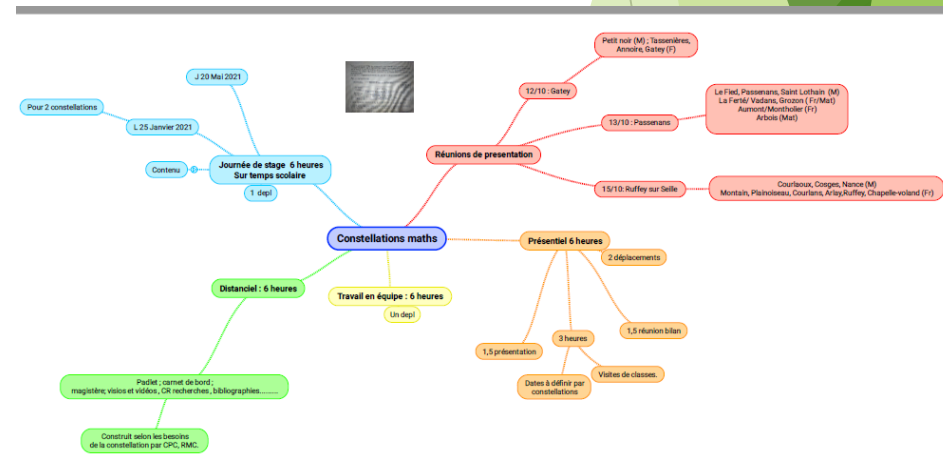 Constellations maths
Journée de stage 6 heures
Sur temps scolaire
1 depl
J 20 Mai 2021
L 25 Janvier 2021
Pour 2 constellations
Contenu
Réunions de presentation
12/10 : Gatey
Petit noir (M) ; Tassenières,
Annoire, Gatey (F)
13/10 : Passenans
Le Fied, Passenans, Saint Lothain (M)
La Ferté/ Vadans, Grozon ( Fr/Mat)
Aumont/Montholier (Fr)
Arbois (Mat)
15/10: Ruffey sur Seille
Courlaoux, Cosges, Nance (M)
Montain, Plainoiseau, Courlans, Arlay,Ruffey, Chapelle-voland (Fr)
Présentiel 6 heures
2 déplacements
1,5 présentation
3 heures
Dates à définir par
constellations
Visites de classes.
1,5 réunion bilan
Travail en équipe : 6 heures
Un depl
Distanciel : 6 heures
Padlet ; carnet de bord ;
magistère; visios et vidéos , CR recherches , bibliographies..........
Construit selon les besoins
de la constellation par CPC, RMC.